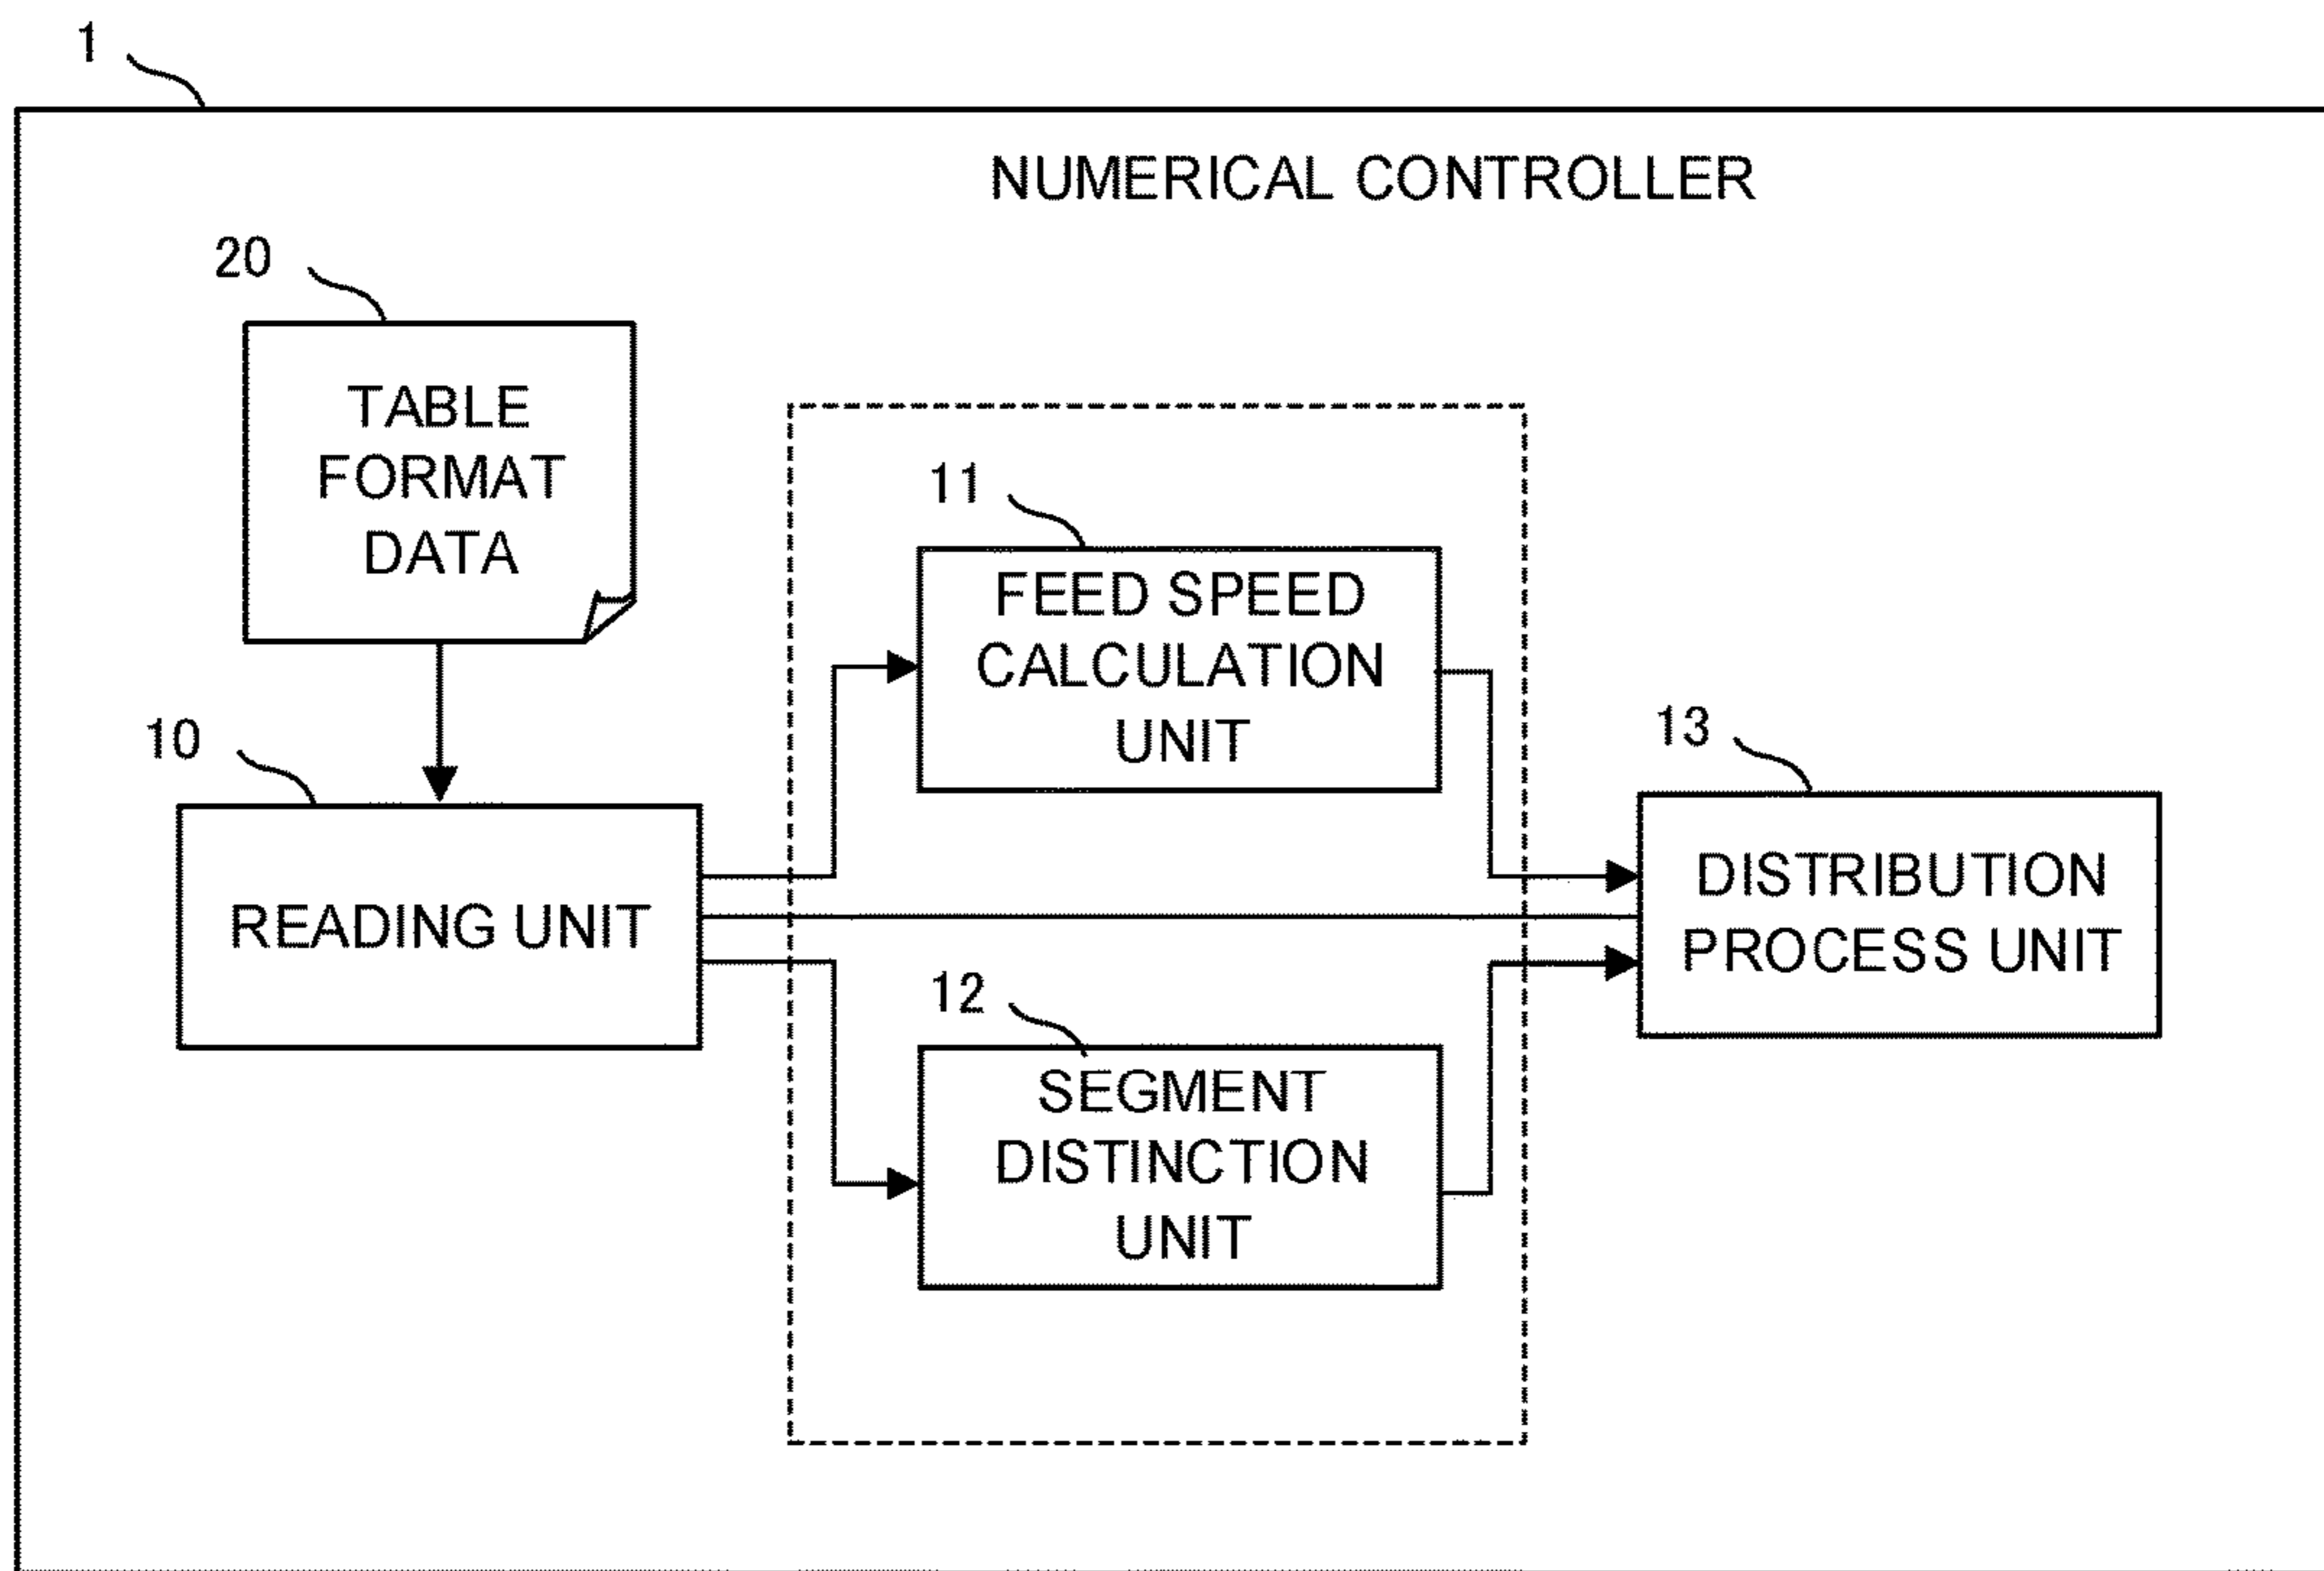 1
NUMERICAL CONTROLLER
20
TABLE
FORMAT
DATA
11
FEED SPEED
CALCULATION
UNIT
10
READING UNIT
13
DISTRIBUTION
PROCESS UNIT
12
SEGMENT
DISTINCTION
UNIT